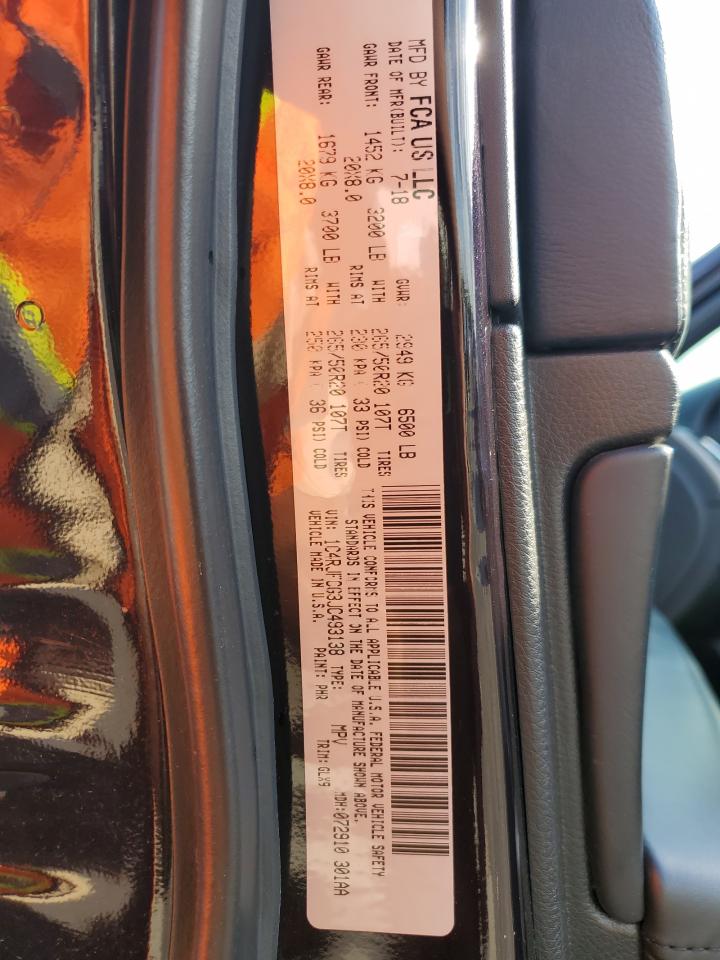 MFD BY FCA US LLC
DATE OF MFR(BUILT): 7-18 GVWR: 2949 KG 6500 LB
GAWR FRONT: 1452 KG 3200 LB WITH 265/50R20 107T TIRES
20X8.0 RIMS AT 230 KPA ( 33 PSI) COLD
GAWR REAR: 1679 KG 3700 LB WITH 265/50R20 107T TIRES
20X8.0 RIMS AT 250 KPA ( 36 PSI) COLD
THIS VEHICLE CONFORMS TO ALL APPLICABLE U.S.A. FEDERAL MOTOR VEHICLE SAFETY
STANDARDS IN EFFECT ON THE DATE OF MANUFACTURE SHOWN ABOVE.
VIN: 1C4RJFDG3JC493138 TYPE: MPV MDH:072910 301AA
VEHICLE MADE IN U.S.A. PAINT: TRIM:GLX9